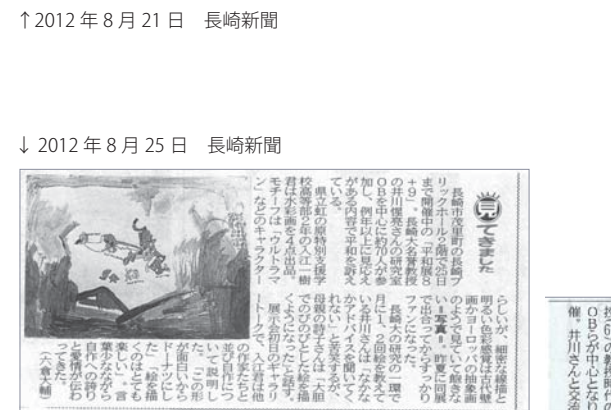 ↑2012 年 8 月 21 日　長崎新聞
↓ 2012 年 8 月 25 日　長崎新聞
見てきました
長崎市茂里町の長崎ブ
リックホール2階で25日
まで開催中の「平和展8
+9」。長崎大名誉教授
の井川惺亮さんの研究室
OBを中心に約70人が参
加し、例年以上に見応え
がある内容で平和を訴え
ている。
県立虹の原特別支援学
校高等部2年の入江一樹
君は水彩画を4点出品。
モチーフは「ウルトラマ
ン」などのキャラクター
らしいが、細密な線描と
明るい色彩感覚は古代壁
画かヨーロッパの抽象画
のようで見ていて飽きな
い＝写真＝。昨夏に同展
で出合ってからすっかり
ファンになった。
長崎大の研究の一環で
月に1、2回絵を教えて
いる井川さんは「なかな
かアドバイスを聞いてく
れない」と苦笑するが、
母親の詩子さんは「大胆
でのびのびとした絵を描
くようになった」と話す。
展示会初日のギャラリ
ートークで、入江君は他
の作家たちと
並び自作につ
いて説明し
た。「この形
が面白いから
ドーナツにし
た」「絵を描
くのはとても
楽しい」。言
葉少なながら
自作への誇り
と愛情が伝わ
ってきた。
（六倉大輔）
OBらが中心となり
催。井川さんと交流